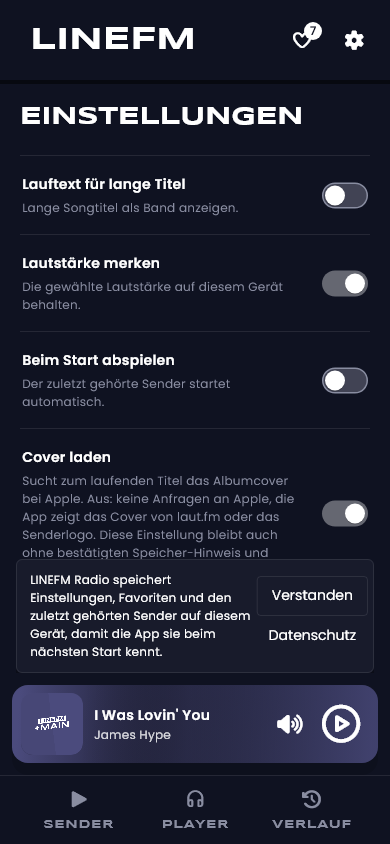 LINEFM
7
EINSTELLUNGEN
Lauftext für lange Titel
Lange Songtitel als Band anzeigen.
Lautstärke merken
Die gewählte Lautstärke auf diesem Gerät
behalten.
Beim Start abspielen
Der zuletzt gehörte Sender startet
automatisch.
Cover laden
Sucht zum laufenden Titel das Albumcover
bei Apple. Aus: keine Anfragen an Apple, die
App zeigt das Cover von laut.fm oder das
Senderlogo. Diese Einstellung bleibt auch
ohne bestätigten Speicher-Hinweis und
LINEFM Radio speichert
Einstellungen, Favoriten und den
zuletzt gehörten Sender auf diesem
Gerät, damit die App sie beim
nächsten Start kennt.
Verstanden
Datenschutz
LINEFM
MAIN
I Was Lovin' You
James Hype
SENDER
PLAYER
VERLAUF